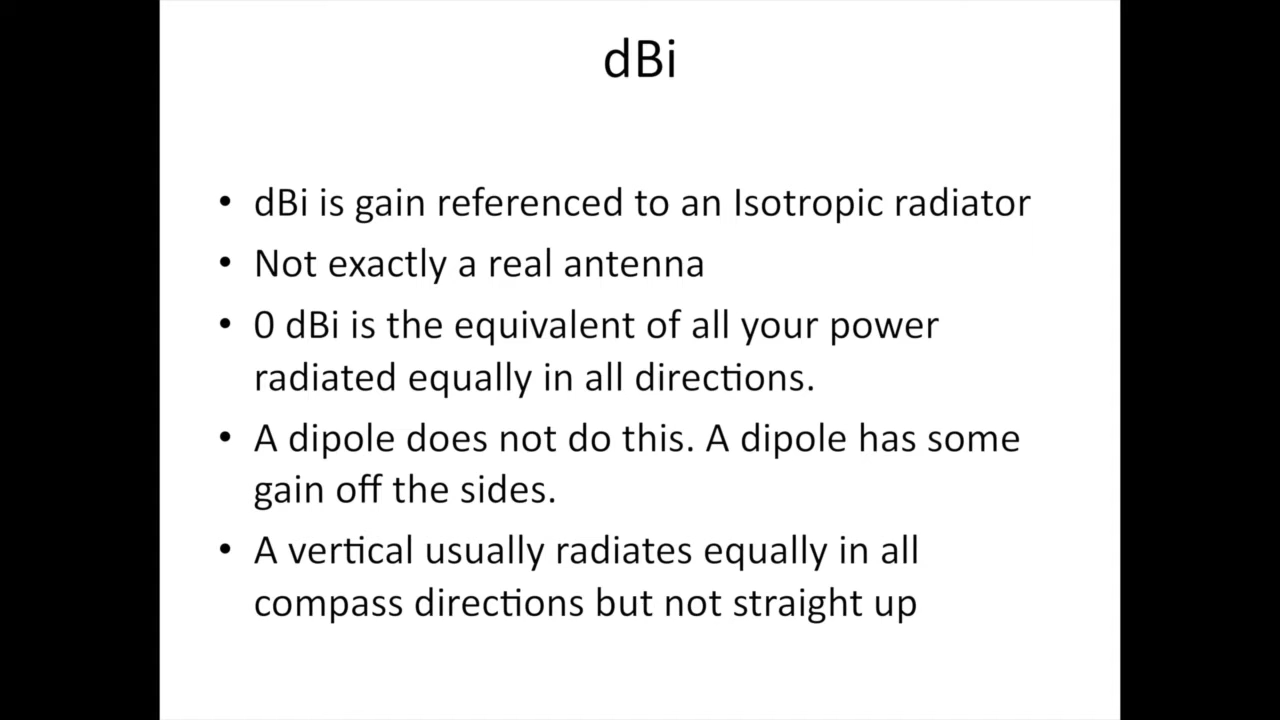 dBi
• dBi is gain referenced to an Isotropic radiator
• Not exactly a real antenna
• 0 dBi is the equivalent of all your power
radiated equally in all directions.
• A dipole does not do this. A dipole has some
gain off the sides.
• A vertical usually radiates equally in all
compass directions but not straight up